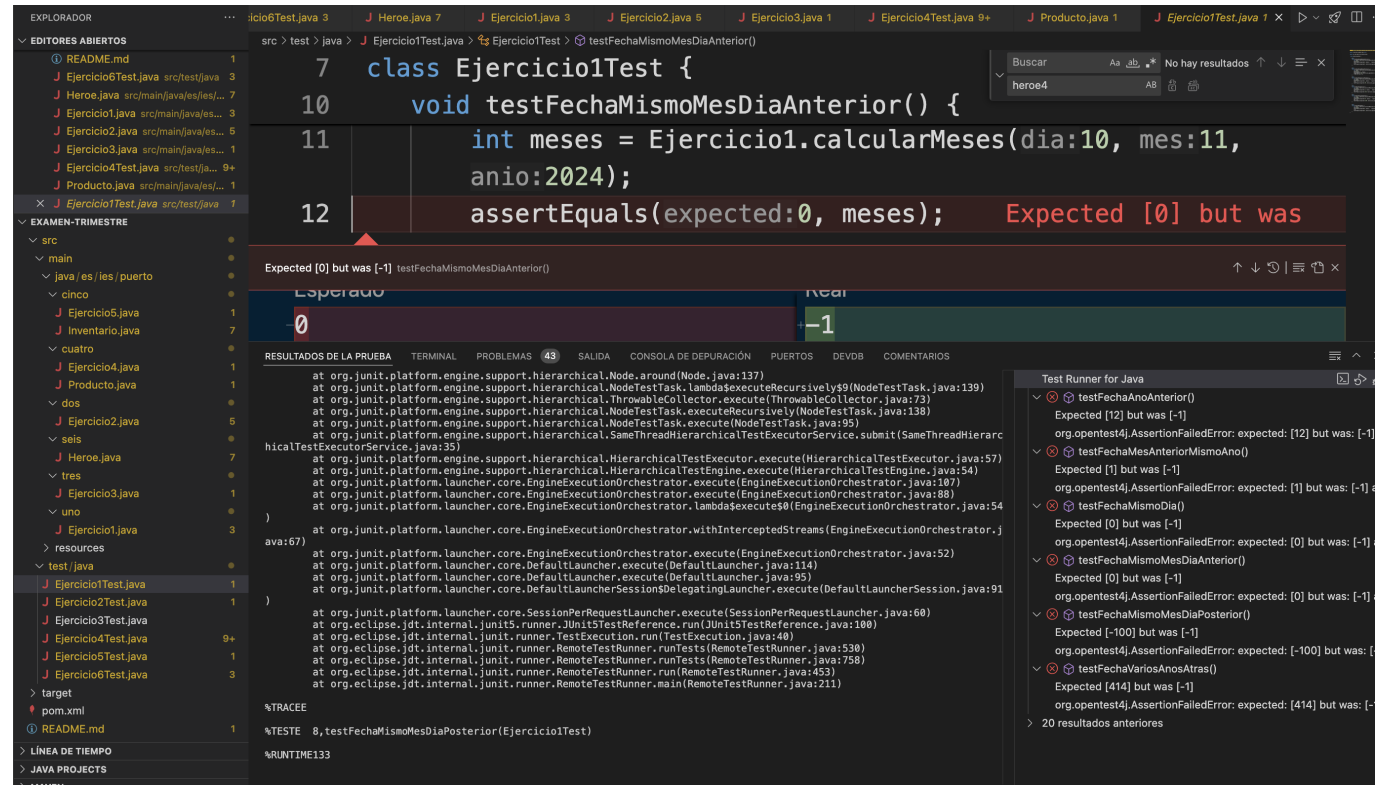 EXPLORADOR
EDITORES ABIERTOS
README.md 1
Ejercicio6Test.java src/test/java 3
Heroe.java src/main/java/es/ies/... 7
Ejercicio1.java src/main/java/es... 3
Ejercicio2.java src/main/java/es... 5
Ejercicio3.java src/main/java/es... 1
Ejercicio4Test.java src/test/ja... 9+
Producto.java src/main/java/es/... 1
Ejercicio1Test.java src/test/java 1
EXAMEN-TRIMESTRE
src
main
java/es/ies/puerto
cinco
Ejercicio5.java 1
Inventario.java 7
cuatro
Ejercicio4.java 1
Producto.java 1
dos
Ejercicio2.java 5
seis
Heroe.java 7
tres
Ejercicio3.java 1
uno
Ejercicio1.java 3
resources
test/java
Ejercicio1Test.java 1
Ejercicio2Test.java 1
Ejercicio3Test.java
Ejercicio4Test.java 9+
Ejercicio5Test.java 1
Ejercicio6Test.java 3
target
pom.xml
README.md 1
LÍNEA DE TIEMPO
JAVA PROJECTS
icio6Test.java 3 Heroe.java 7 Ejercicio1.java 3 Ejercicio2.java 5 Ejercicio3.java 1 Ejercicio4Test.java 9+ Producto.java 1 Ejercicio1Test.java 1
src > test > java > Ejercicio1Test.java > Ejercicio1Test > testFechaMismoMesDiaAnterior()
Buscar Aa ab .* No hay resultados
heroe4 AB
7 class Ejercicio1Test {
10 void testFechaMismoMesDiaAnterior() {
11 int meses = Ejercicio1.calcularMeses(dia:10, mes:11,
anio:2024);
12 assertEquals(expected:0, meses); Expected [0] but was
Expected [0] but was [-1] testFechaMismoMesDiaAnterior()
Esperado Real
-0 +-1
RESULTADOS DE LA PRUEBA TERMINAL PROBLEMAS 43 SALIDA CONSOLA DE DEPURACIÓN PUERTOS DEVDB COMENTARIOS
at org.junit.platform.engine.support.hierarchical.Node.around(Node.java:137)
at org.junit.platform.engine.support.hierarchical.NodeTestTask.lambda$executeRecursively$9(NodeTestTask.java:139)
at org.junit.platform.engine.support.hierarchical.ThrowableCollector.execute(ThrowableCollector.java:73)
at org.junit.platform.engine.support.hierarchical.NodeTestTask.executeRecursively(NodeTestTask.java:138)
at org.junit.platform.engine.support.hierarchical.NodeTestTask.execute(NodeTestTask.java:95)
at org.junit.platform.engine.support.hierarchical.SameThreadHierarchicalTestExecutorService.submit(SameThreadHierarc
hicalTestExecutorService.java:35)
at org.junit.platform.engine.support.hierarchical.HierarchicalTestExecutor.execute(HierarchicalTestExecutor.java:57)
at org.junit.platform.engine.support.hierarchical.HierarchicalTestEngine.execute(HierarchicalTestEngine.java:54)
at org.junit.platform.launcher.core.EngineExecutionOrchestrator.execute(EngineExecutionOrchestrator.java:107)
at org.junit.platform.launcher.core.EngineExecutionOrchestrator.execute(EngineExecutionOrchestrator.java:88)
at org.junit.platform.launcher.core.EngineExecutionOrchestrator.lambda$execute$0(EngineExecutionOrchestrator.java:54
)
at org.junit.platform.launcher.core.EngineExecutionOrchestrator.withInterceptedStreams(EngineExecutionOrchestrator.j
ava:67)
at org.junit.platform.launcher.core.EngineExecutionOrchestrator.execute(EngineExecutionOrchestrator.java:52)
at org.junit.platform.launcher.core.DefaultLauncher.execute(DefaultLauncher.java:114)
at org.junit.platform.launcher.core.DefaultLauncher.execute(DefaultLauncher.java:95)
at org.junit.platform.launcher.core.DefaultLauncherSession$DelegatingLauncher.execute(DefaultLauncherSession.java:91
)
at org.junit.platform.launcher.core.SessionPerRequestLauncher.execute(SessionPerRequestLauncher.java:60)
at org.eclipse.jdt.internal.junit5.runner.JUnit5TestReference.run(JUnit5TestReference.java:100)
at org.eclipse.jdt.internal.junit.runner.TestExecution.run(TestExecution.java:40)
at org.eclipse.jdt.internal.junit.runner.RemoteTestRunner.runTests(RemoteTestRunner.java:530)
at org.eclipse.jdt.internal.junit.runner.RemoteTestRunner.runTests(RemoteTestRunner.java:758)
at org.eclipse.jdt.internal.junit.runner.RemoteTestRunner.run(RemoteTestRunner.java:453)
at org.eclipse.jdt.internal.junit.runner.RemoteTestRunner.main(RemoteTestRunner.java:211)
%TRACEE
%TESTE 8,testFechaMismoMesDiaPosterior(Ejercicio1Test)
%RUNTIME133
Test Runner for Java
testFechaAnoAnterior()
Expected [12] but was [-1]
org.opentest4j.AssertionFailedError: expected: [12] but was: [-1]
testFechaMesAnteriorMismoAno()
Expected [1] but was [-1]
org.opentest4j.AssertionFailedError: expected: [1] but was: [-1] a
testFechaMismoDia()
Expected [0] but was [-1]
org.opentest4j.AssertionFailedError: expected: [0] but was: [-1]
testFechaMismoMesDiaAnterior()
Expected [0] but was [-1]
org.opentest4j.AssertionFailedError: expected: [0] but was: [-1]
testFechaMismoMesDiaPosterior()
Expected [-100] but was [-1]
org.opentest4j.AssertionFailedError: expected: [-100] but was: [-
testFechaVariosAnosAtras()
Expected [414] but was [-1]
org.opentest4j.AssertionFailedError: expected: [414] but was: [-1
20 resultados anteriores